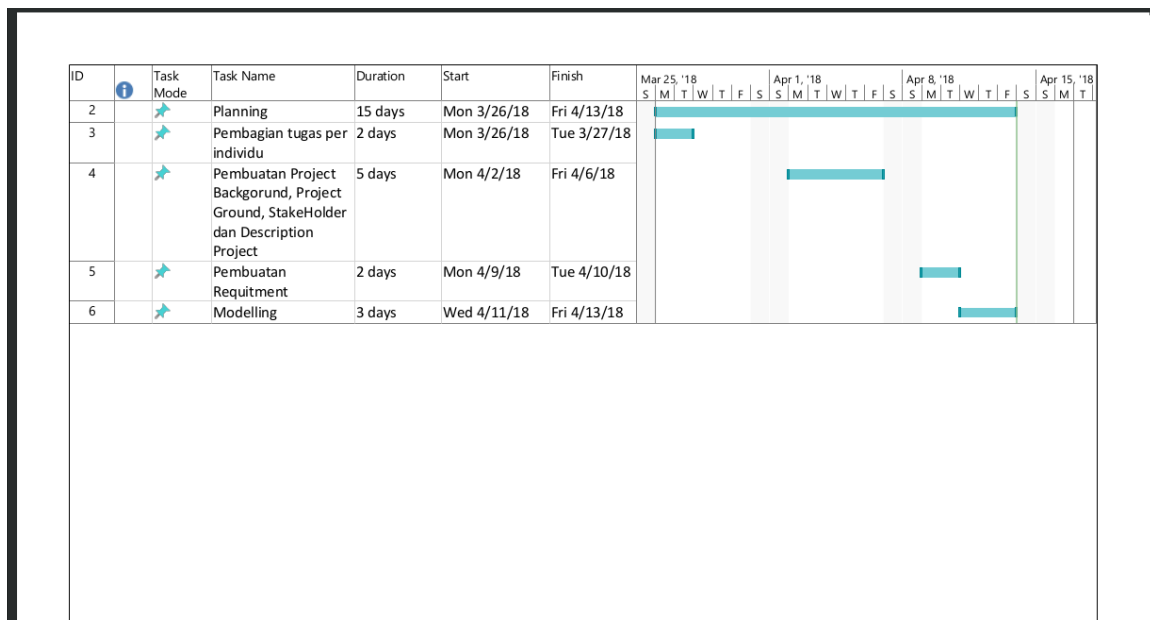 ID Task Mode Task Name Duration Start Finish Mar 25, '18 Apr 1, '18 Apr 8, '18 Apr 15, '18
S M T W T F S S M T W T F S S M T W T F S S M T
2 Planning 15 days Mon 3/26/18 Fri 4/13/18
3 Pembagian tugas per 2 days Mon 3/26/18 Tue 3/27/18
individu
4 Pembuatan Project 5 days Mon 4/2/18 Fri 4/6/18
Backgorund, Project
Ground, StakeHolder
dan Description
Project
5 Pembuatan 2 days Mon 4/9/18 Tue 4/10/18
Requitment
6 Modelling 3 days Wed 4/11/18 Fri 4/13/18